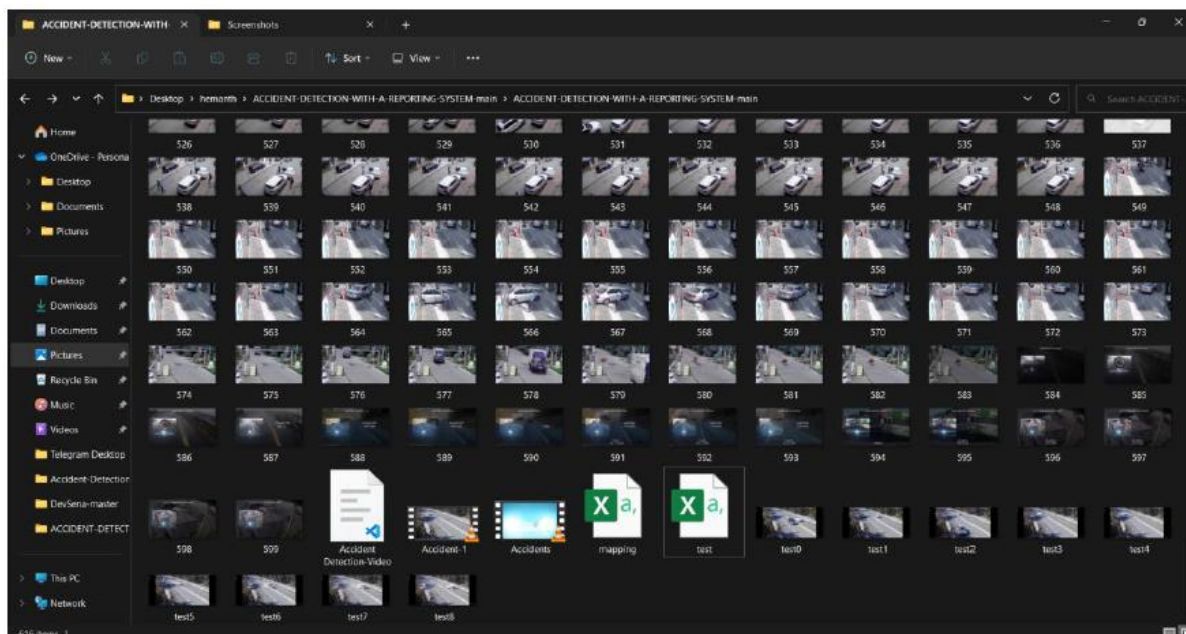 ACCIDENT-DETECTION-WITH-
Screenshots
New
Sort
View
Desktop > hemanth > ACCIDENT-DETECTION-WITH-A-REPORTING-SYSTEM-main > ACCIDENT-DETECTION-WITH-A-REPORTING-SYSTEM-main
Search ACCIDENT-
Home
OneDrive - Persona
Desktop
Documents
Pictures
Desktop
Downloads
Documents
Pictures
Recycle Bin
Music
Videos
Telegram Desktop
Accident-Detection
DevSena-master
ACCIDENT-DETECT
This PC
Network
526 527 528 529 530 531 532 533 534 535 536 537
538 539 540 541 542 543 544 545 546 547 548 549
550 551 552 553 554 555 556 557 558 559 560 561
562 563 564 565 566 567 568 569 570 571 572 573
574 575 576 577 578 579 580 581 582 583 584 585
586 587 588 589 590 591 592 593 594 595 596 597
598 599 Accident Accident-1 Accidents mapping test test0 test1 test2 test3 test4
Detection-Video
test5 test6 test7 test8